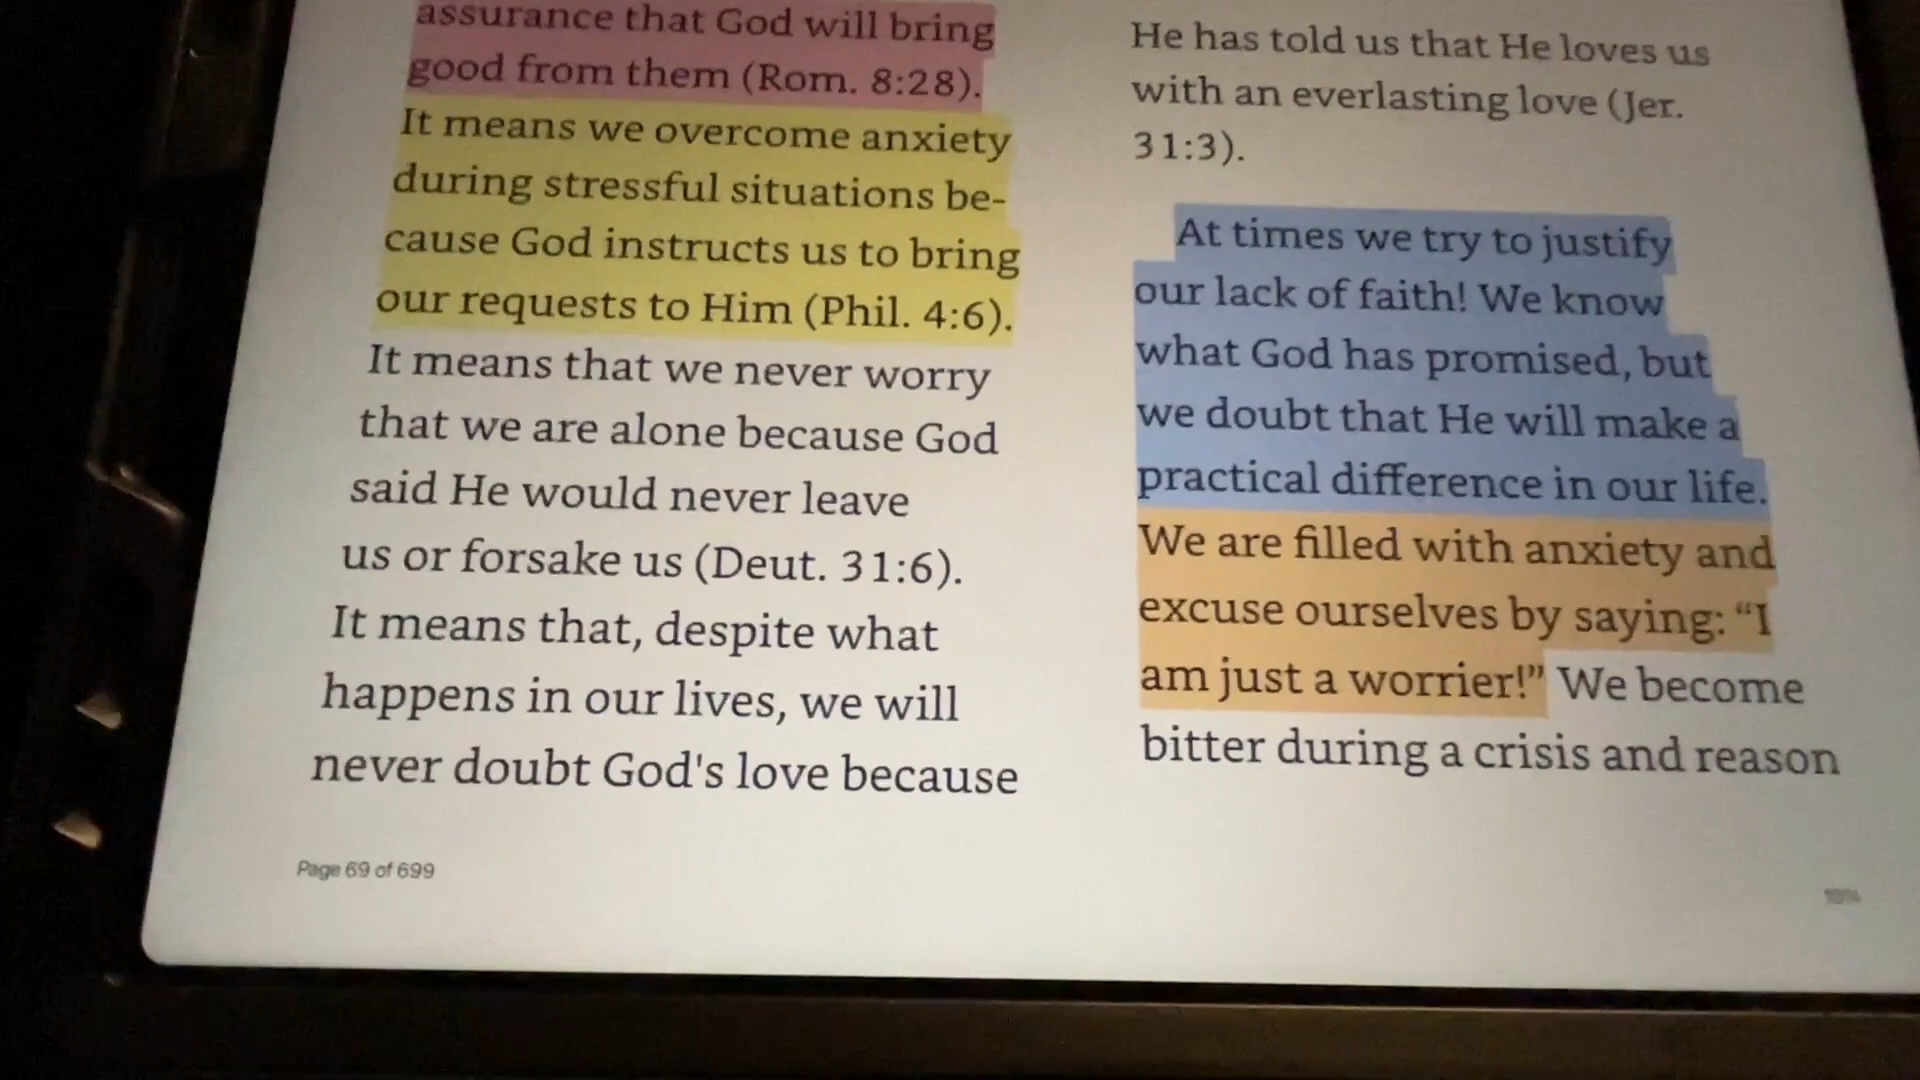 assurance that God will bring
good from them (Rom. 8:28).
It means we overcome anxiety
during stressful situations be-
cause God instructs us to bring
our requests to Him (Phil. 4:6).
It means that we never worry
that we are alone because God
said He would never leave
us or forsake us (Deut. 31:6).
It means that, despite what
happens in our lives, we will
never doubt God's love because
He has told us that He loves us
with an everlasting love (Jer.
31:3).
At times we try to justify
our lack of faith! We know
what God has promised, but
we doubt that He will make a
practical difference in our life.
We are filled with anxiety and
excuse ourselves by saying: “I
am just a worrier!” We become
bitter during a crisis and reason
Page 69 of 699